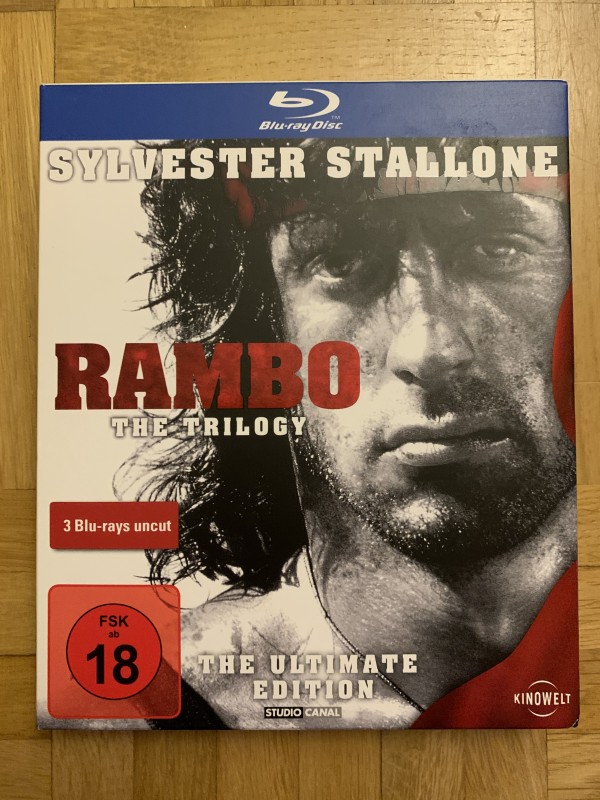 Blu-ray Disc
TM
SYLVESTER STALLONE
RAMBO
THE TRILOGY
3 Blu-rays uncut
FSK
ab
18
THE ULTIMATE
EDITION
STUDIO CANAL
KINOWELT